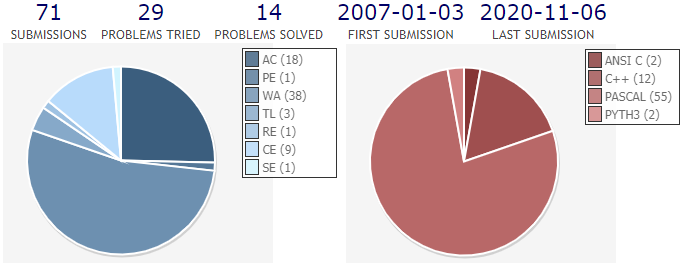 71 29 14 2007-01-03 2020-11-06
SUBMISSIONS PROBLEMS TRIED PROBLEMS SOLVED FIRST SUBMISSION LAST SUBMISSION
AC (18)
PE (1)
WA (38)
TL (3)
RE (1)
CE (9)
SE (1)
ANSI C (2)
C++ (12)
PASCAL (55)
PYTH3 (2)